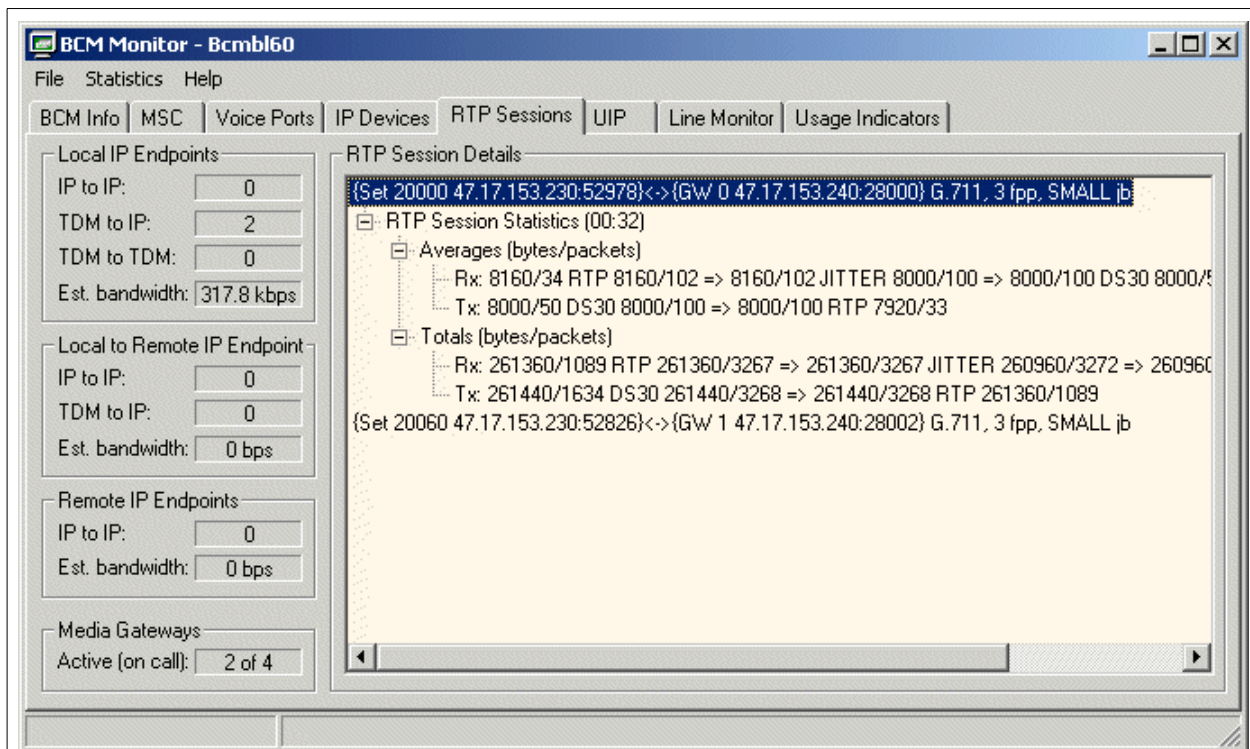 BCM Monitor - Bcmbl60
File Statistics Help
BCM Info MSC Voice Ports IP Devices RTP Sessions UIP Line Monitor Usage Indicators
Local IP Endpoints
IP to IP: 0
TDM to IP: 2
TDM to TDM: 0
Est. bandwidth: 317.8 kbps
Local to Remote IP Endpoint
IP to IP: 0
TDM to IP: 0
Est. bandwidth: 0 bps
Remote IP Endpoints
IP to IP: 0
Est. bandwidth: 0 bps
Media Gateways
Active (on call): 2 of 4
RTP Session Details
{Set 20000 47.17.153.230:52978}<->{GW 0 47.17.153.240:28000} G.711, 3 fpp, SMALL jb
RTP Session Statistics (00:32)
Averages (bytes/packets)
Rx: 8160/34 RTP 8160/102 => 8160/102 JITTER 8000/100 => 8000/100 DS30 8000/5
Tx: 8000/50 DS30 8000/100 => 8000/100 RTP 7920/33
Totals (bytes/packets)
Rx: 261360/1089 RTP 261360/3267 => 261360/3267 JITTER 260960/3272 => 260960
Tx: 261440/1634 DS30 261440/3268 => 261440/3268 RTP 261360/1089
{Set 20060 47.17.153.230:52826}<->{GW 1 47.17.153.240:28002} G.711, 3 fpp, SMALL jb